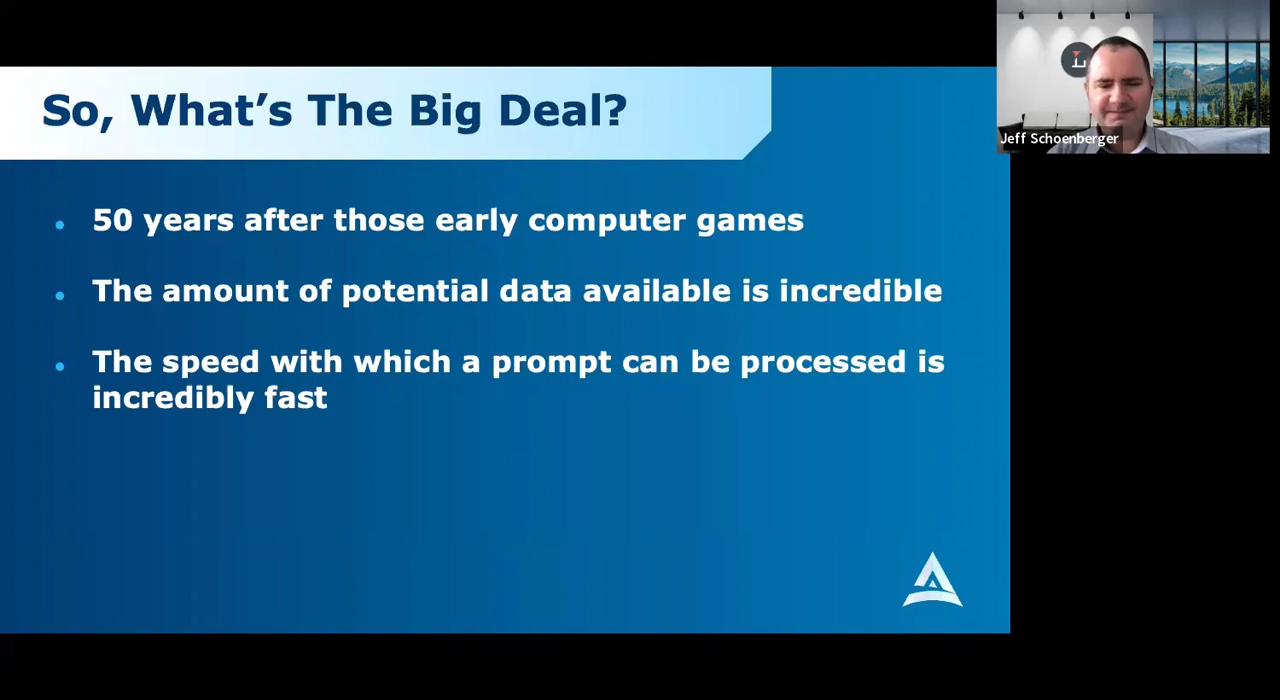 So, What's The Big Deal?
50 years after those early computer games
The amount of potential data available is incredible
The speed with which a prompt can be processed is
incredibly fast
Jeff Schoenberger